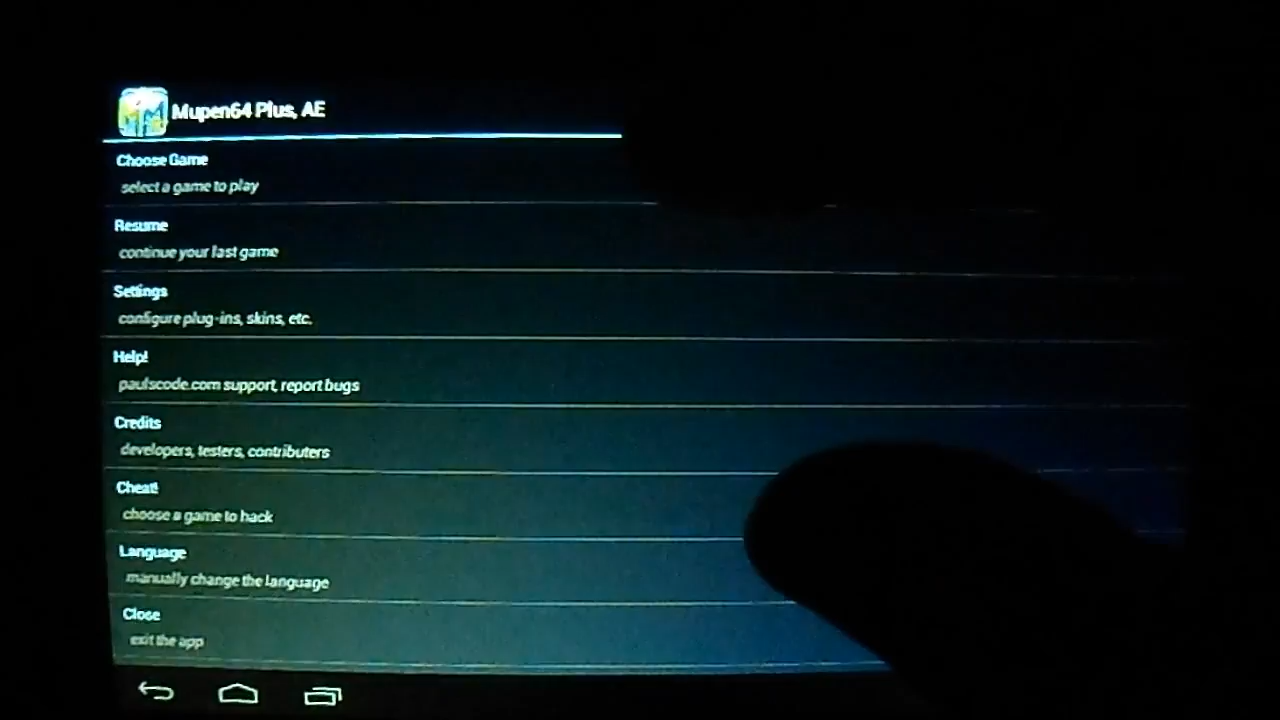 Mupen64 Plus, AE
Choose Game
select a game to play
Resume
continue your last game
Settings
configure plug-ins, skins, etc.
Help!
paulscode.com support, report bugs
Credits
developers, testers, contributers
Cheat!
choose a game to hack
Language
manually change the language
Close
exit the app